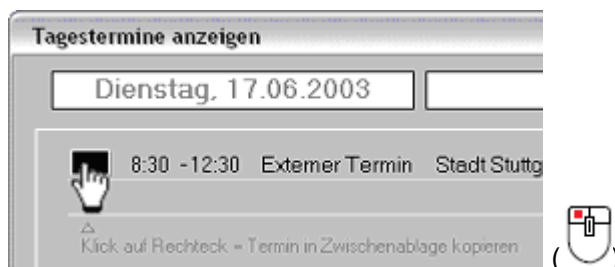 Tagestermine anzeigen
Dienstag, 17.06.2003
8:30 -12:30 Externer Termin Stadt Stuttg
Klick auf Rechteck = Termin in Zwischenablage kopieren
( )